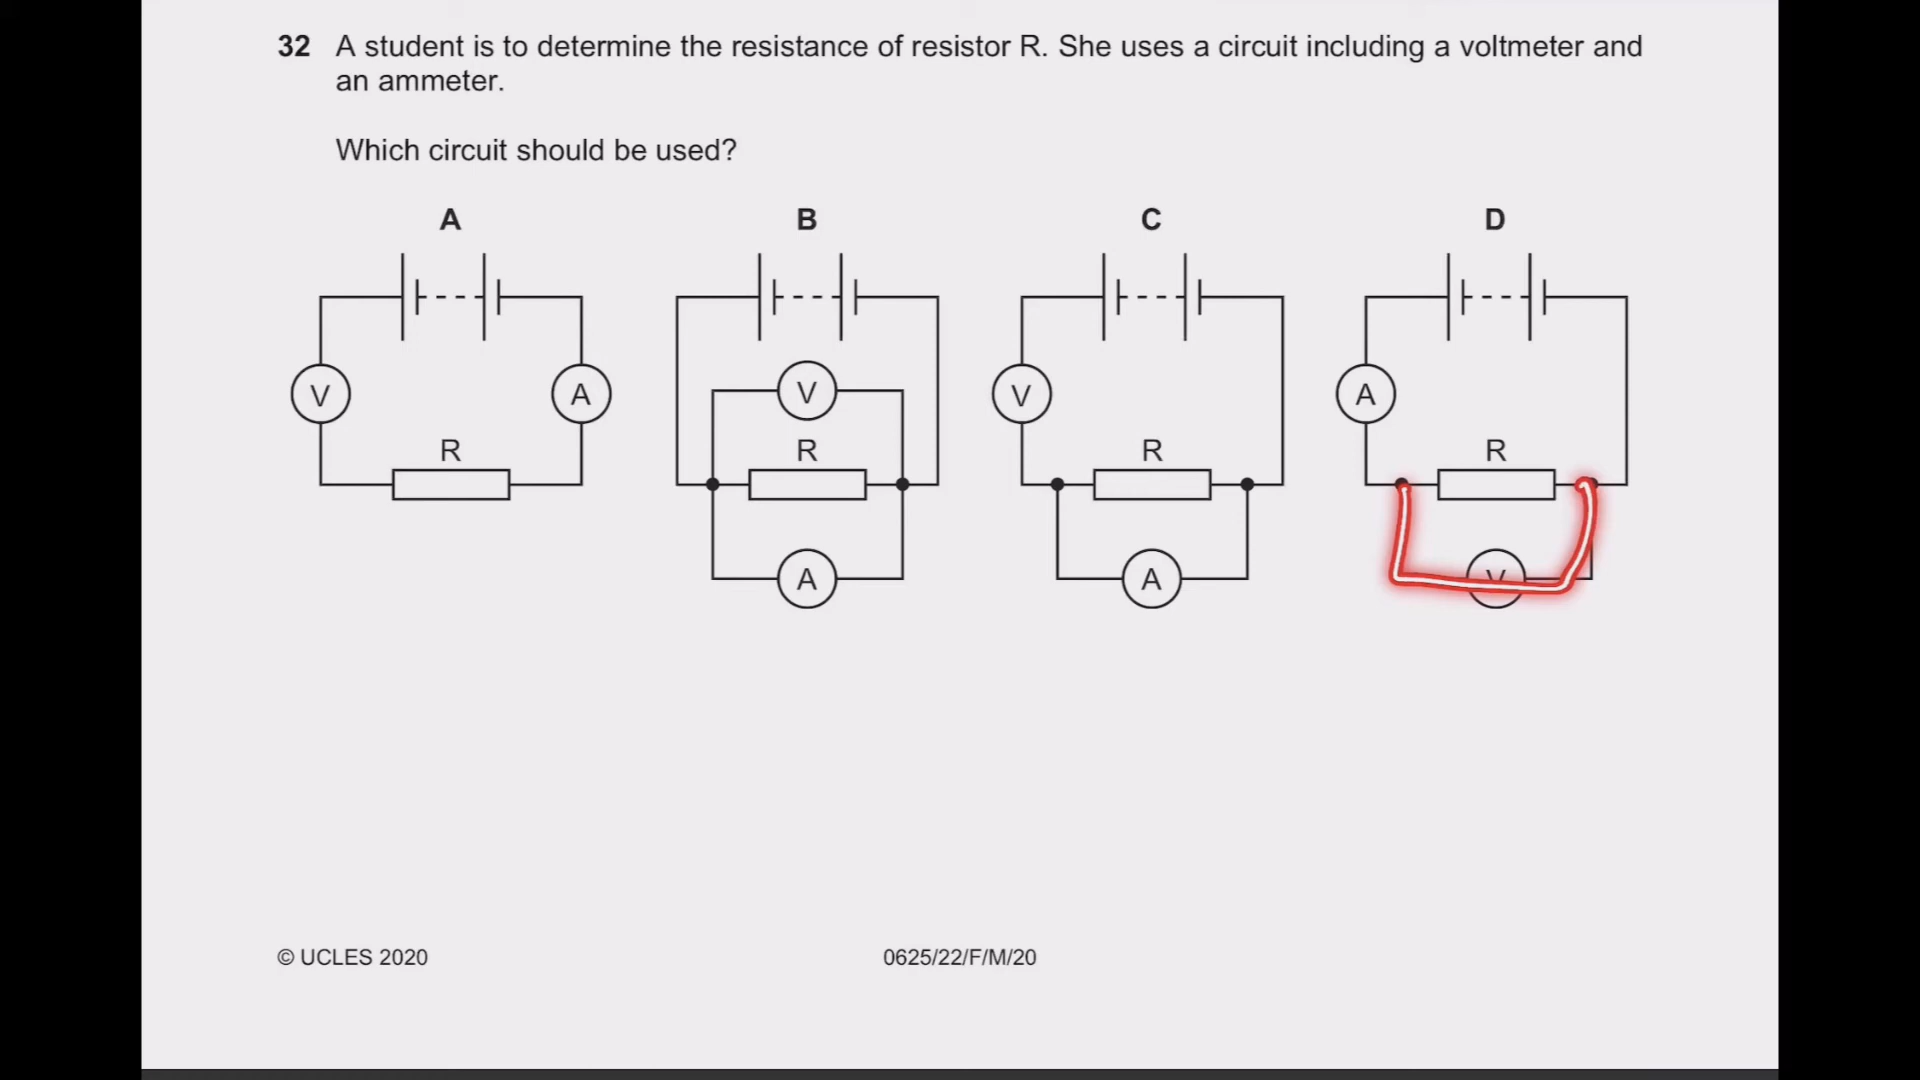 32 A student is to determine the resistance of resistor R. She uses a circuit including a voltmeter and
an ammeter.
Which circuit should be used?
A B C D
V A R
V R A
V R A
A R V
© UCLES 2020 0625/22/F/M/20